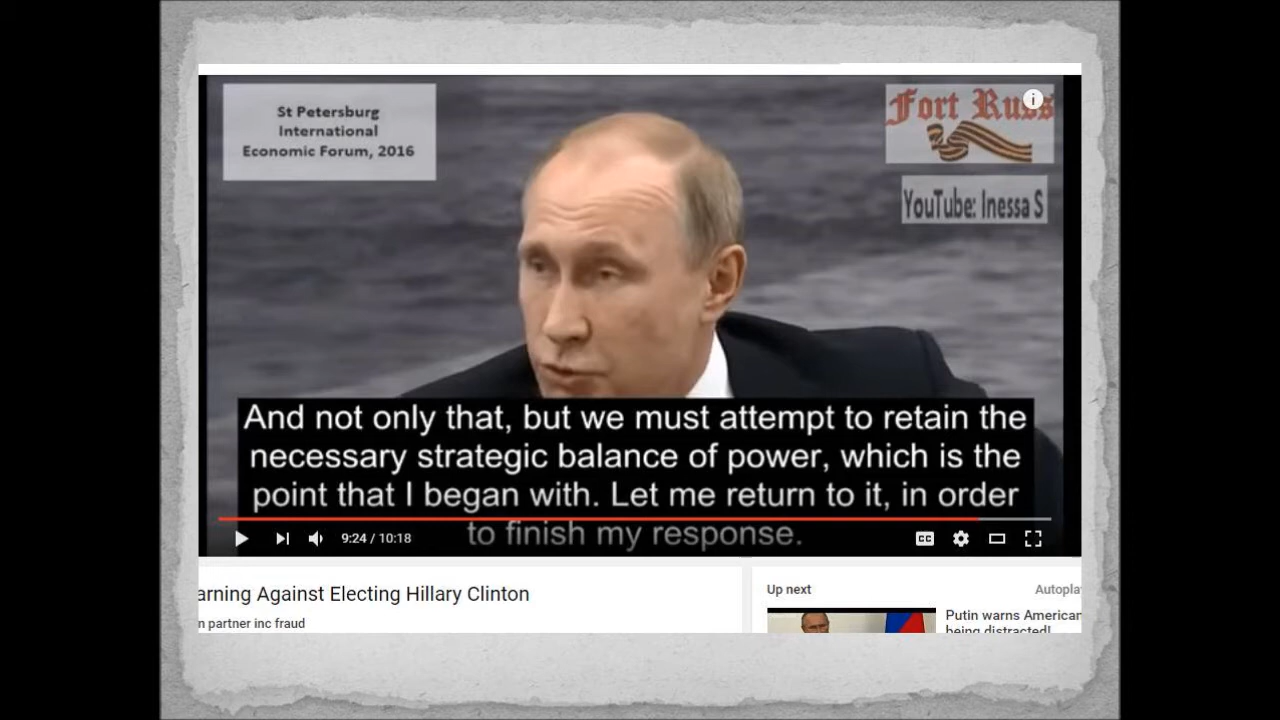 St Petersburg
International
Economic Forum, 2016
Fort Russ
YouTube: Inessa S
And not only that, but we must attempt to retain the
necessary strategic balance of power, which is the
point that I began with. Let me return to it, in order
to finish my response.
9:24 / 10:18
CC
arning Against Electing Hillary Clinton
n partner inc fraud
Up next
Autopla
Putin warns American
being distracted!